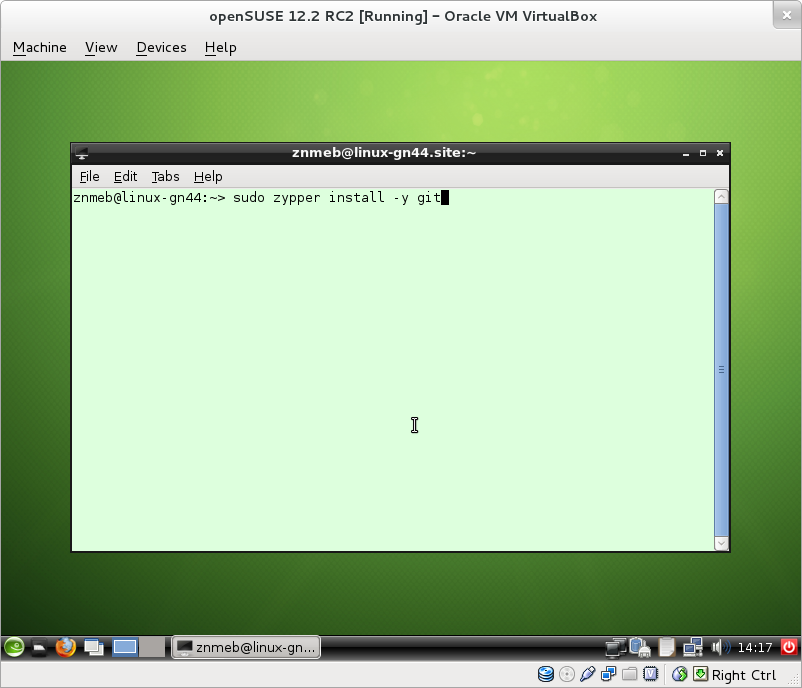 openSUSE 12.2 RC2 [Running] – Oracle VM VirtualBox
Machine View Devices Help
znmeb@linux-gn44.site:~
File Edit Tabs Help
znmeb@linux-gn44:~> sudo zypper install -y git
znmeb@linux-gn...
14:17
Right Ctrl